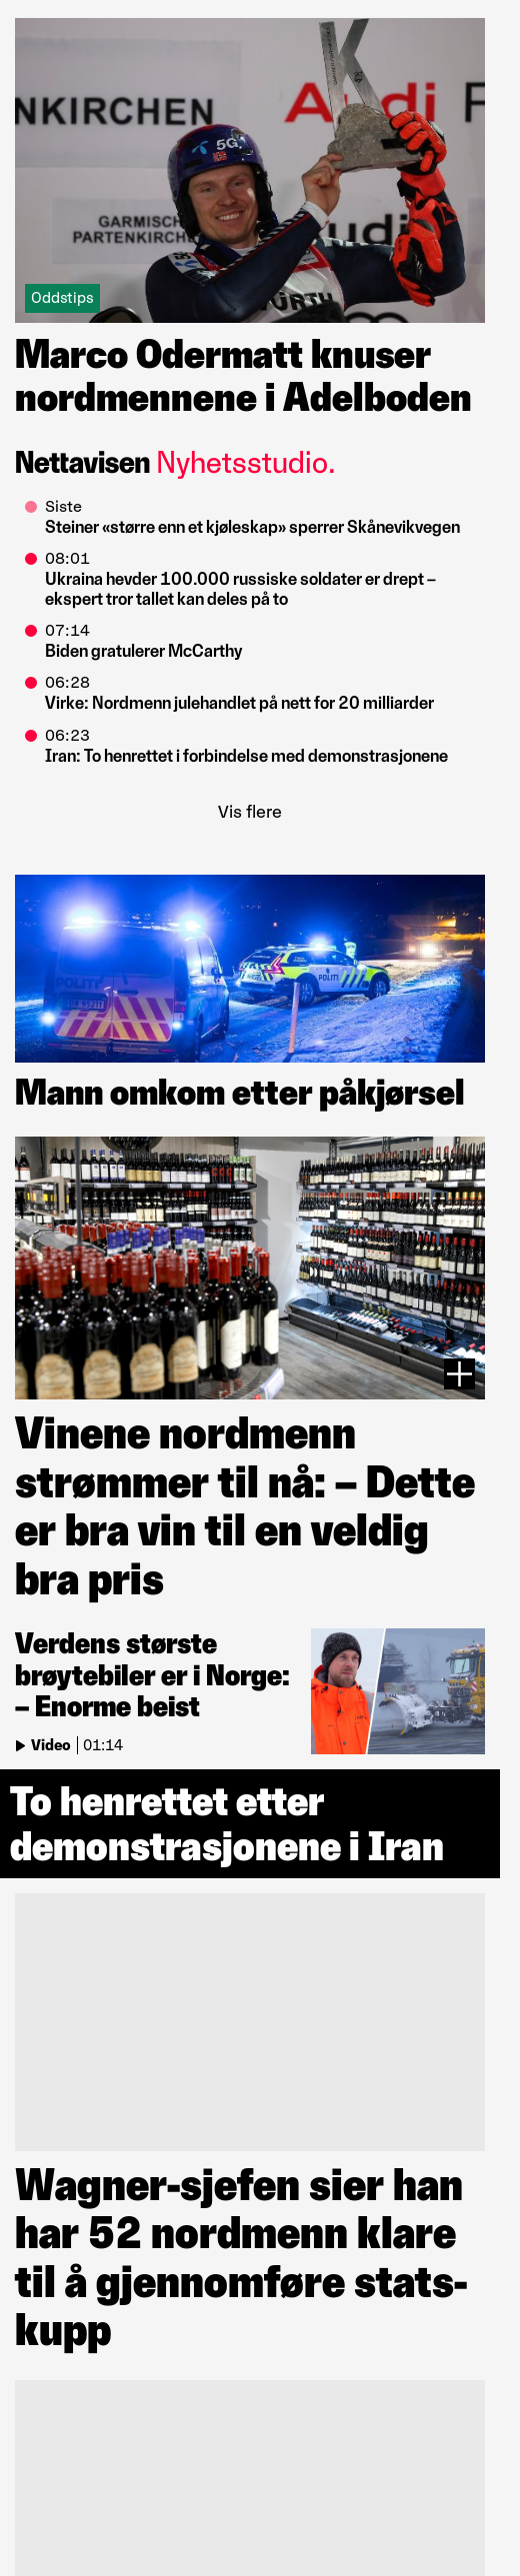 NKIRCHEN
Audi F
5G
GARMISCH
PARTENKIRCHEN
udi
WÜRTH
Oddstips
Marco Odermatt knuser
nordmennene i Adelboden
Nettavisen Nyhetsstudio.
Siste
Steiner «større enn et kjøleskap» sperrer Skånevikvegen
08:01
Ukraina hevder 100.000 russiske soldater er drept –
ekspert tror tallet kan deles på to
07:14
Biden gratulerer McCarthy
06:28
Virke: Nordmenn julehandlet på nett for 20 milliarder
06:23
Iran: To henrettet i forbindelse med demonstrasjonene
Vis flere
POLITI
POLITI
Mann omkom etter påkjørsel
Vinene nordmenn
strømmer til nå: – Dette
er bra vin til en veldig
bra pris
Verdens største
brøytebiler er i Norge:
– Enorme beist
Video | 01:14
To henrettet etter
demonstrasjonene i Iran
Wagner-sjefen sier han
har 52 nordmenn klare
til å gjennomføre stats-
kupp